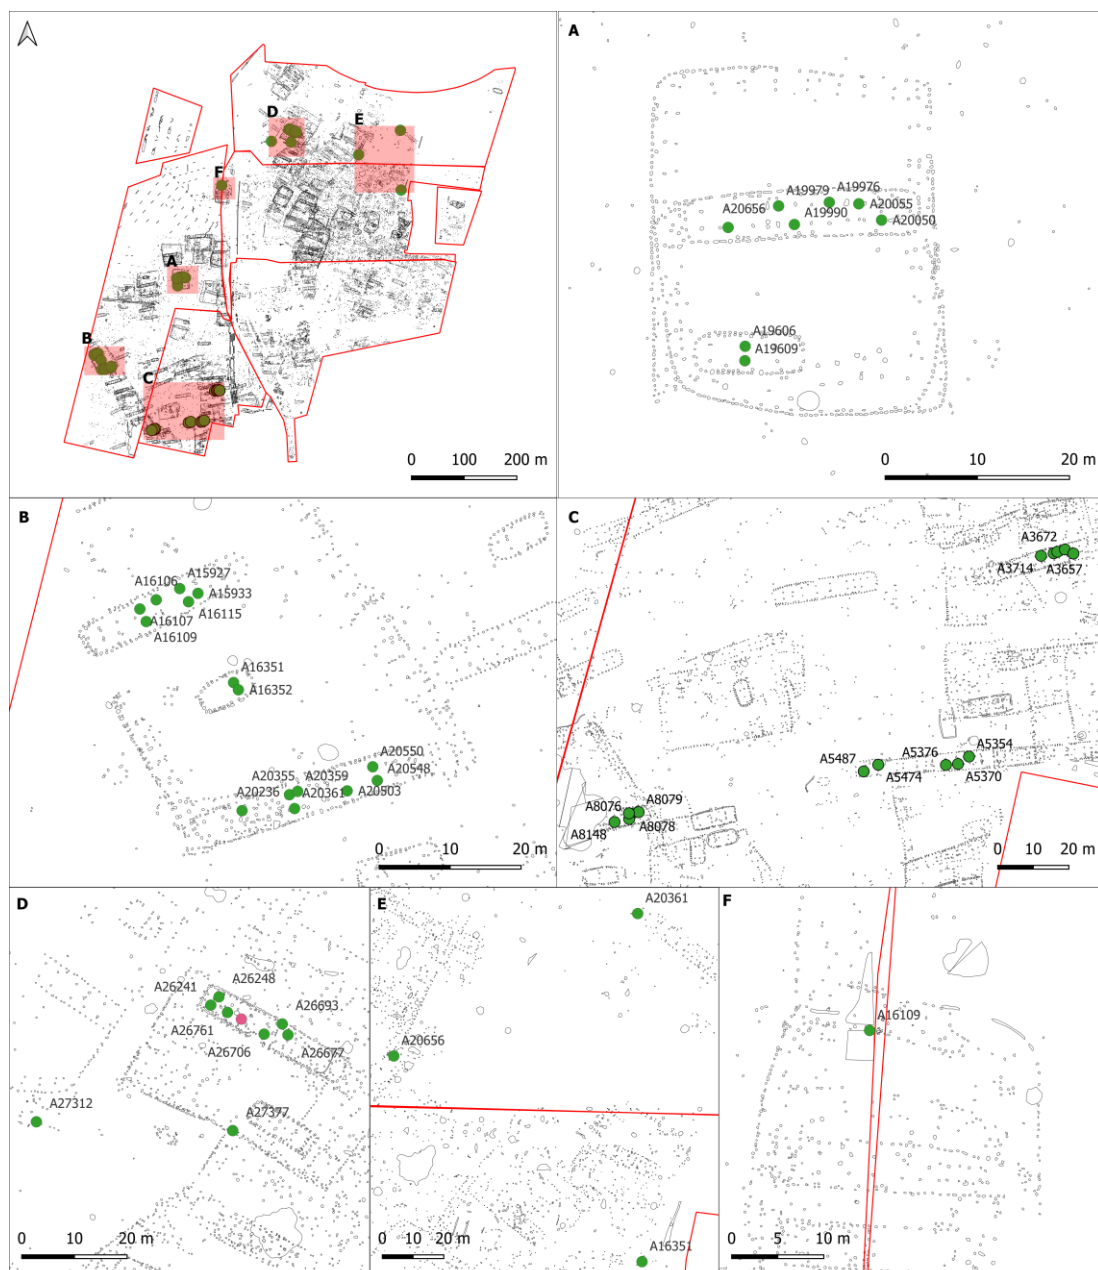 D
E
F
A
B
C
0 100 200 m
A
A19979
A19976
A20656
A19990
A20055
A20050
A19606
A19609
0 10 20 m
B
A15927
A16106
A15933
A16107
A16115
A16109
A16351
A16352
A20550
A20355
A20359
A20548
A20236
A20361
A20503
0 10 20 m
C
A3672
A3714
A3657
A5354
A5487
A5376
A5474
A5370
A8076
A8079
A8148
A8078
0 10 20 m
D
A26248
A26241
A26693
A26761
A26706
A26677
A27312
A27377
0 10 20 m
E
A20361
A20656
A16351
0 10 20 m
F
A16109
0 5 10 m